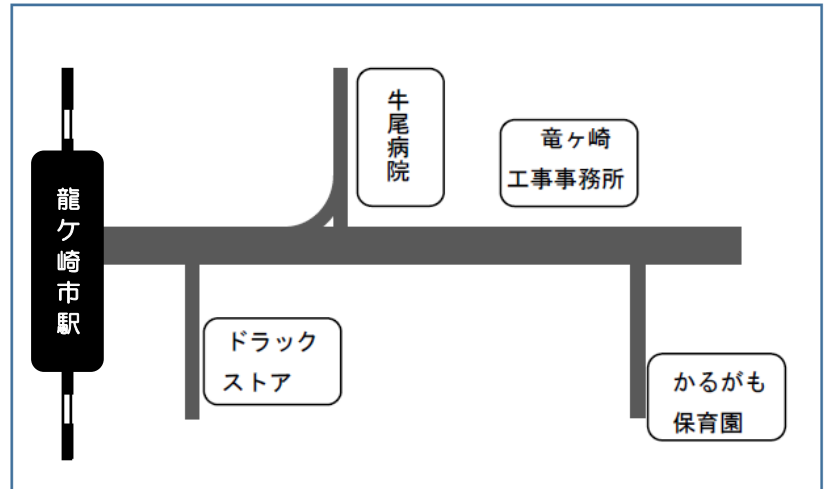 龍ケ崎市駅
牛尾病院
竜ヶ崎
工事事務所
ドラック
ストア
かるがも
保育園